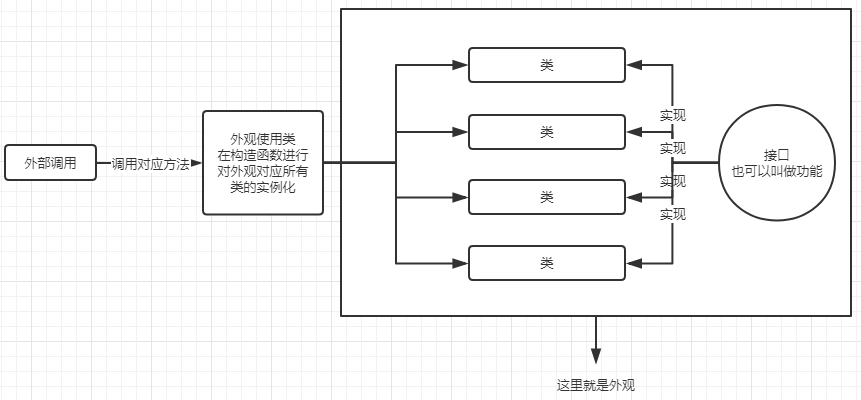 外部调用
调用对应方法
外观使用类
在构造函数进行
对外观对应所有
类的实例化
类
类
类
类
实现
实现
实现
实现
接口
也可以叫做功能
这里就是外观